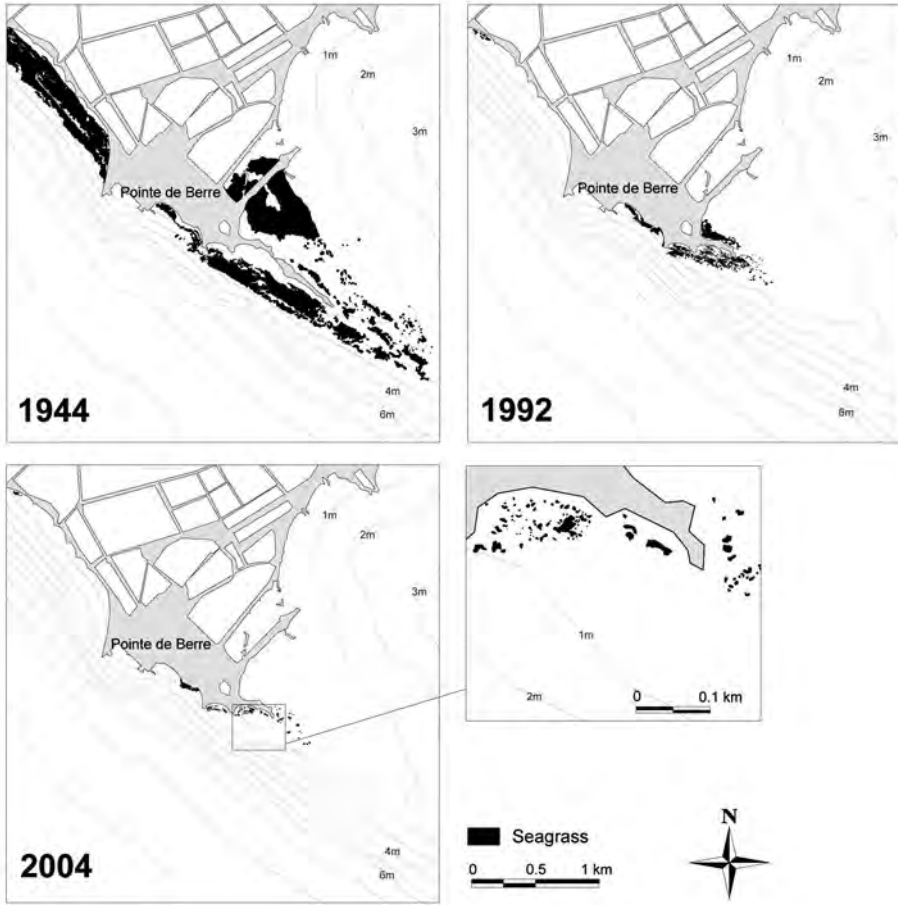 1m
2m
3m
Pointe de Berre
4m
6m
1944
1m
2m
3m
Pointe de Berre
4m
1992
1m
2m
3m
Pointe de Berre
4m
6m
2004
1m
2m
0 0.1 km
Seagrass
0 0.5 1 km
N